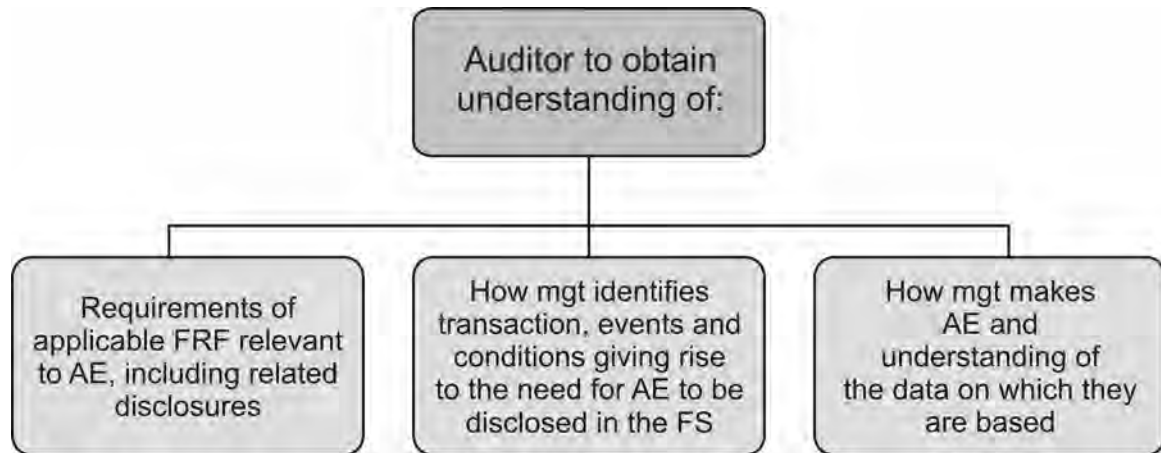 Auditor to obtain
understanding of:
Requirements of
applicable FRF relevant
to AE, including related
disclosures
How mgt identifies
transaction, events and
conditions giving rise
to the need for AE to be
disclosed in the FS
How mgt makes
AE and
understanding of
the data on which they
are based